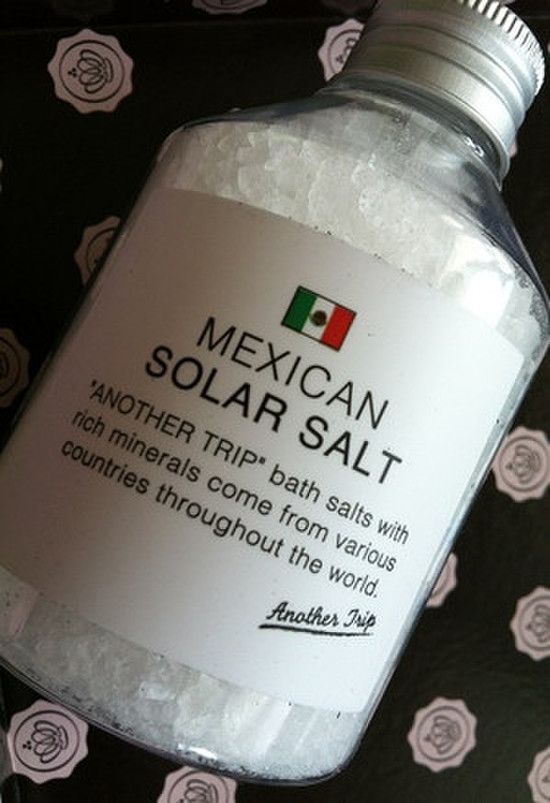 MEXICAN
SOLAR SALT
"ANOTHER TRIP" bath salts with
rich minerals come from various
countries throughout the world.
Another Trip